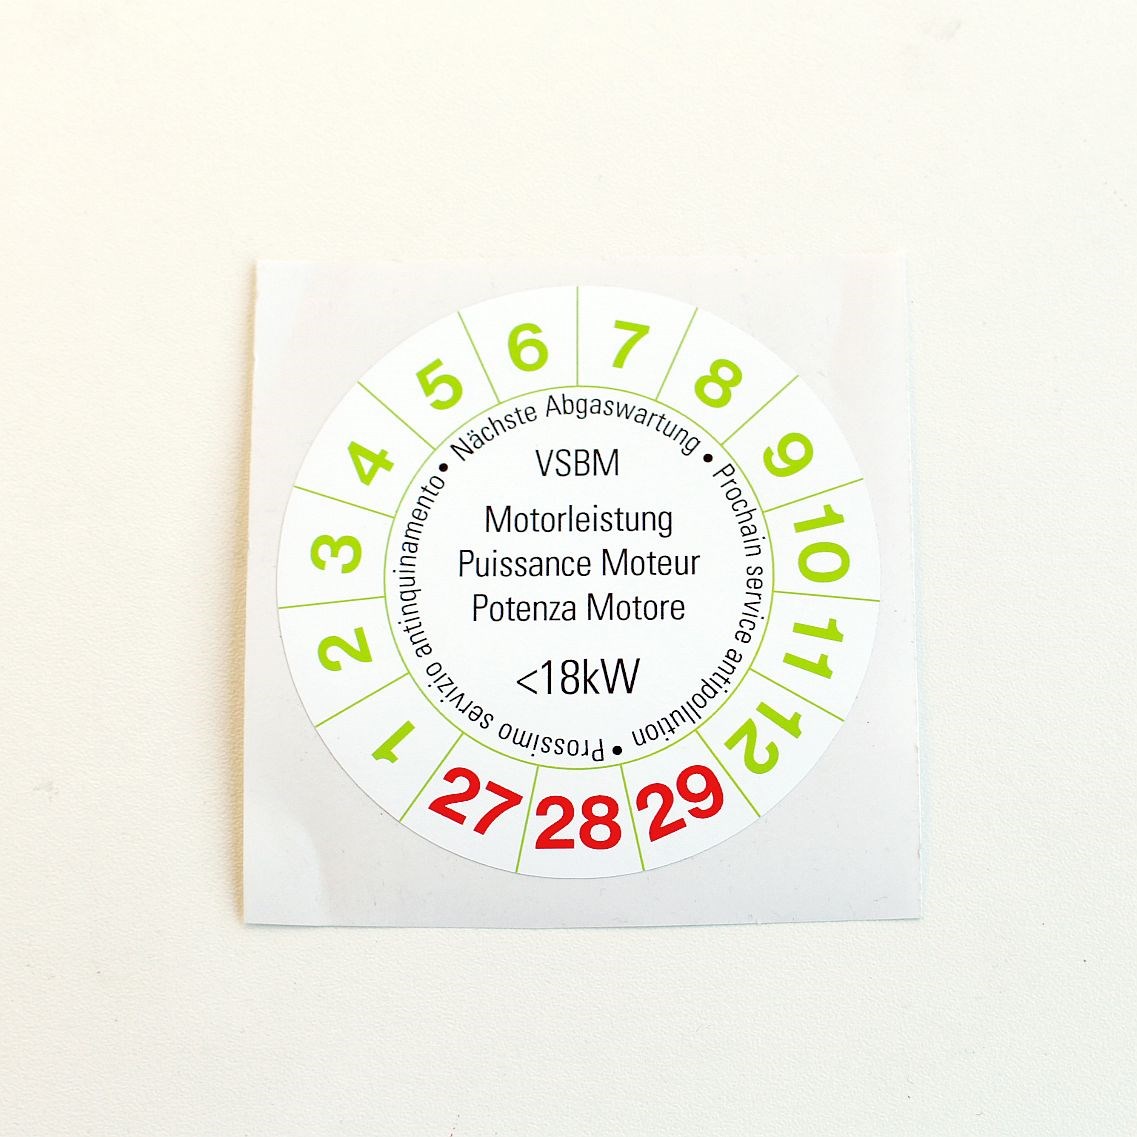 1
2
3
4
5
6
7
8
9
10
11
12
27
28
29
• Nächste Abgaswartung
• Prochain service antipollution
• Prossimo servizio antinquinamento
VSBM
Motorleistung
Puissance Moteur
Potenza Motore
<18kW